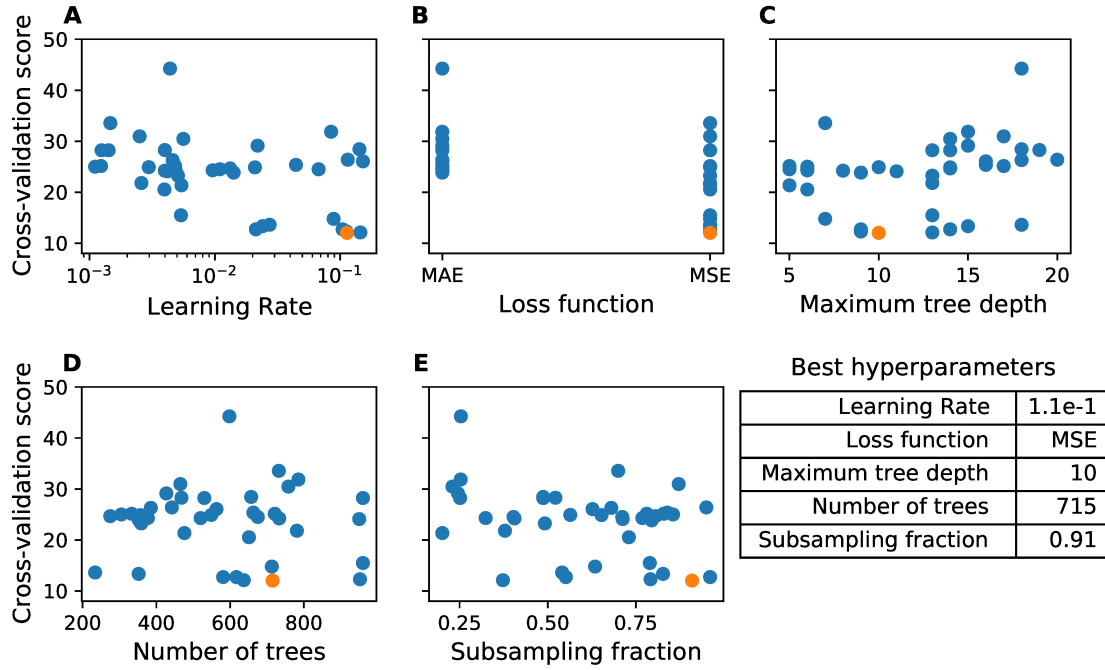 A
B
C
Cross-validation score
50
40
30
20
10
10⁻³
10⁻²
10⁻¹
Learning Rate
MAE
MSE
Loss function
5
10
15
20
Maximum tree depth
D
E
Cross-validation score
50
40
30
20
10
200
400
600
800
Number of trees
0.25
0.50
0.75
Subsampling fraction
Best hyperparameters
Learning Rate 1.1e-1
Loss function MSE
Maximum tree depth 10
Number of trees 715
Subsampling fraction 0.91